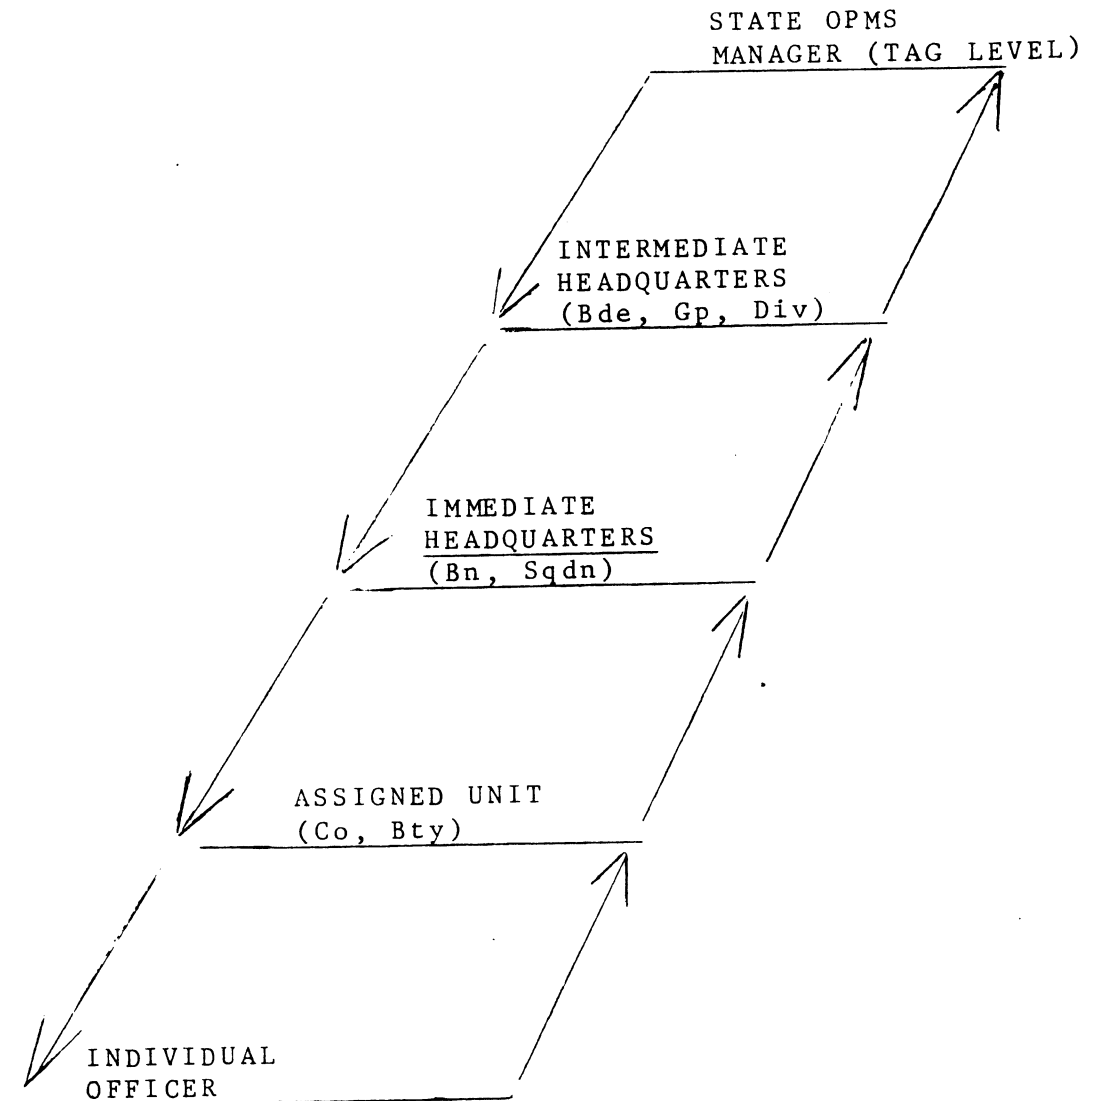 STATE OPMS
MANAGER (TAG LEVEL)
INTERMEDIATE
HEADQUARTERS
(Bde, Gp, Div)
IMMEDIATE
HEADQUARTERS
(Bn, Sqdn)
ASSIGNED UNIT
(Co, Bty)
INDIVIDUAL
OFFICER